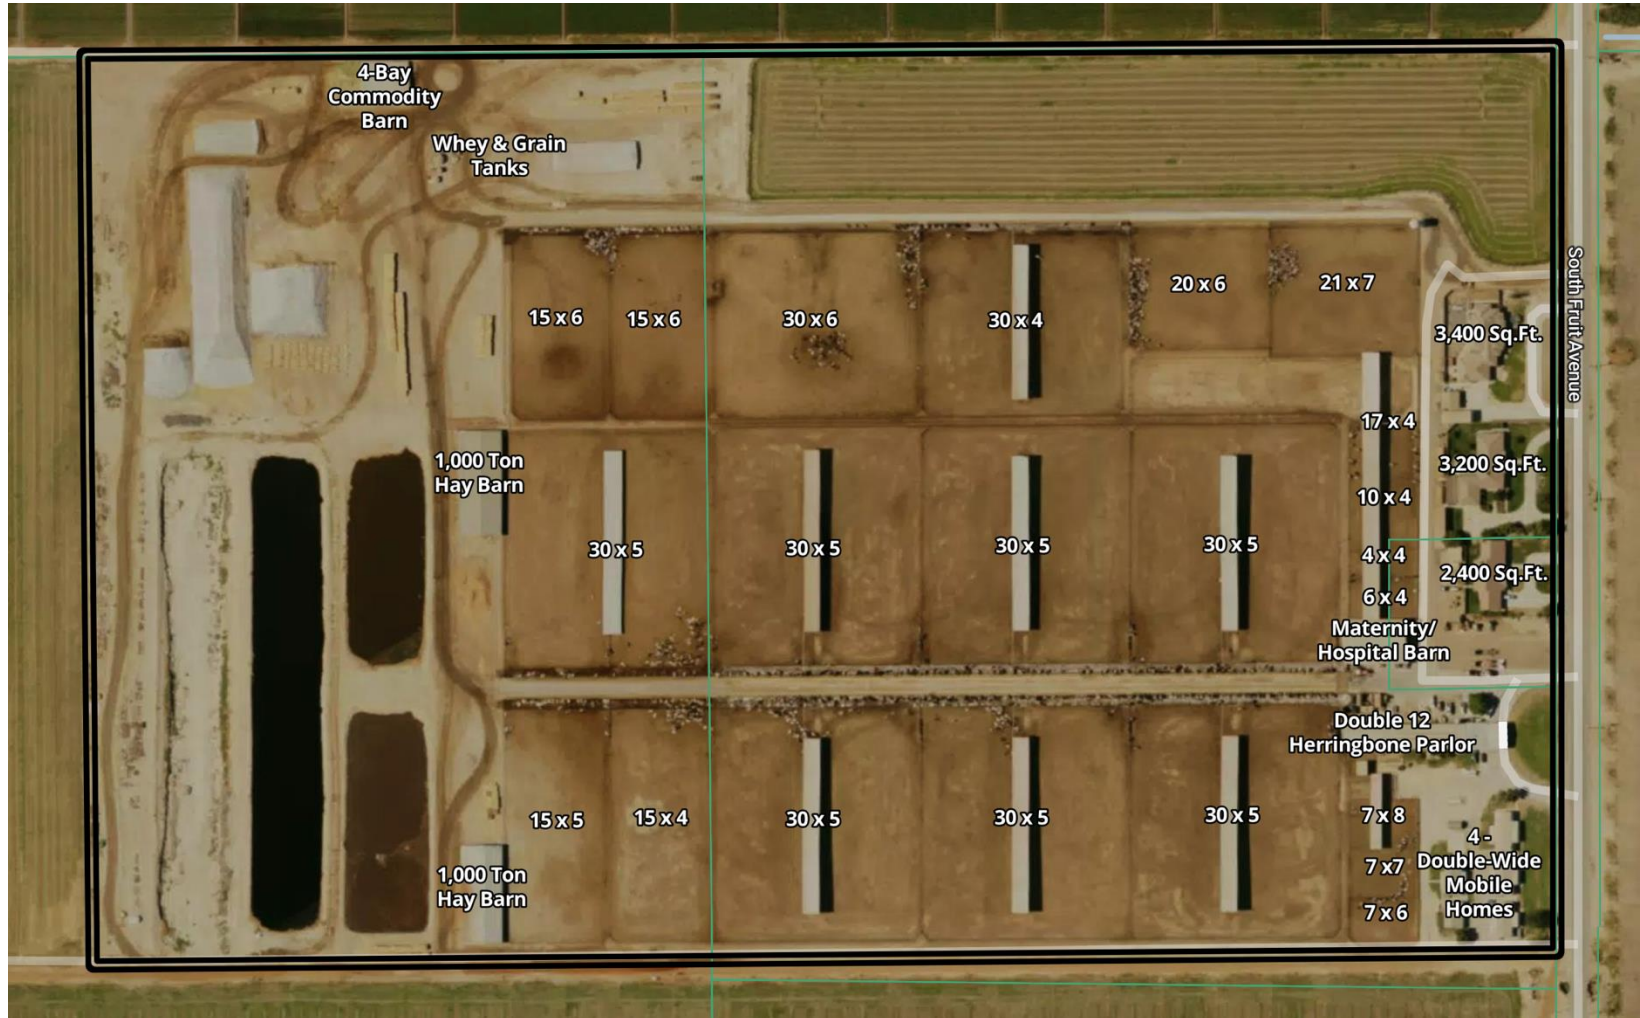 4-Bay
Commodity
Barn
Whey & Grain
Tanks
South Fruit Avenue
20 x 6
21 x 7
15 x 6
15 x 6
30 x 6
30 x 4
3,400 Sq.Ft.
17 x 4
1,000 Ton
Hay Barn
3,200 Sq.Ft.
10 x 4
30 x 5
30 x 5
30 x 5
30 x 5
4 x 4
2,400 Sq.Ft.
6 x 4
Maternity/
Hospital Barn
Double 12
Herringbone Parlor
15 x 5
15 x 4
30 x 5
30 x 5
30 x 5
7 x 8
7 x7
7 x 6
4 -
Double-Wide
Mobile
Homes
1,000 Ton
Hay Barn